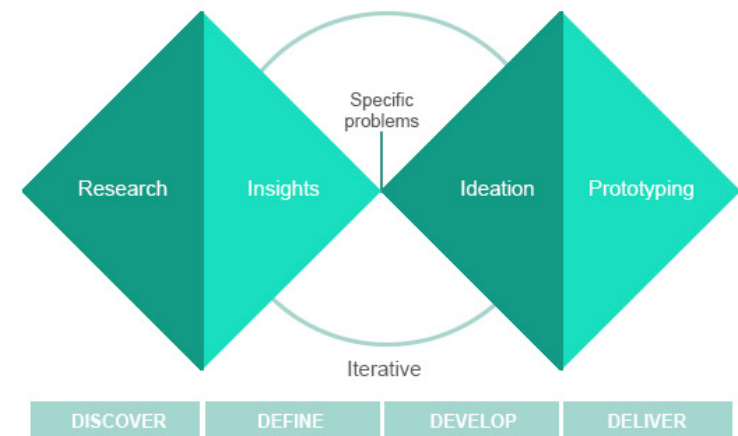 Specific
problems
Research
Insights
Ideation
Prototyping
Iterative
DISCOVER
DEFINE
DEVELOP
DELIVER